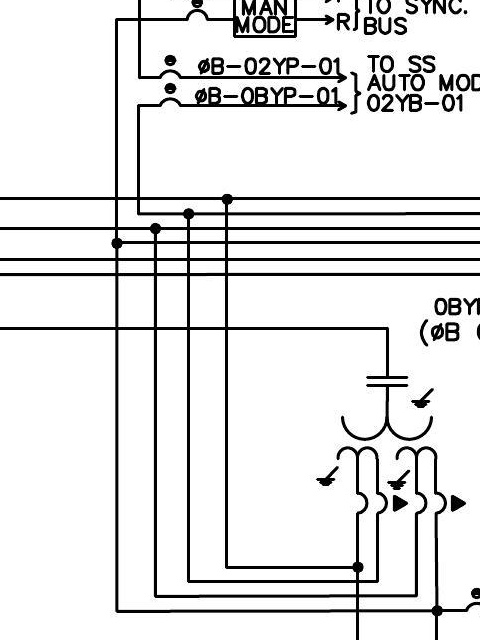 MAN
MODE
R
TO SYNC.
BUS
ØB-02YP-01
ØB-0BYP-01
TO SS
AUTO MOD
02YB-01
0BY
(ØB